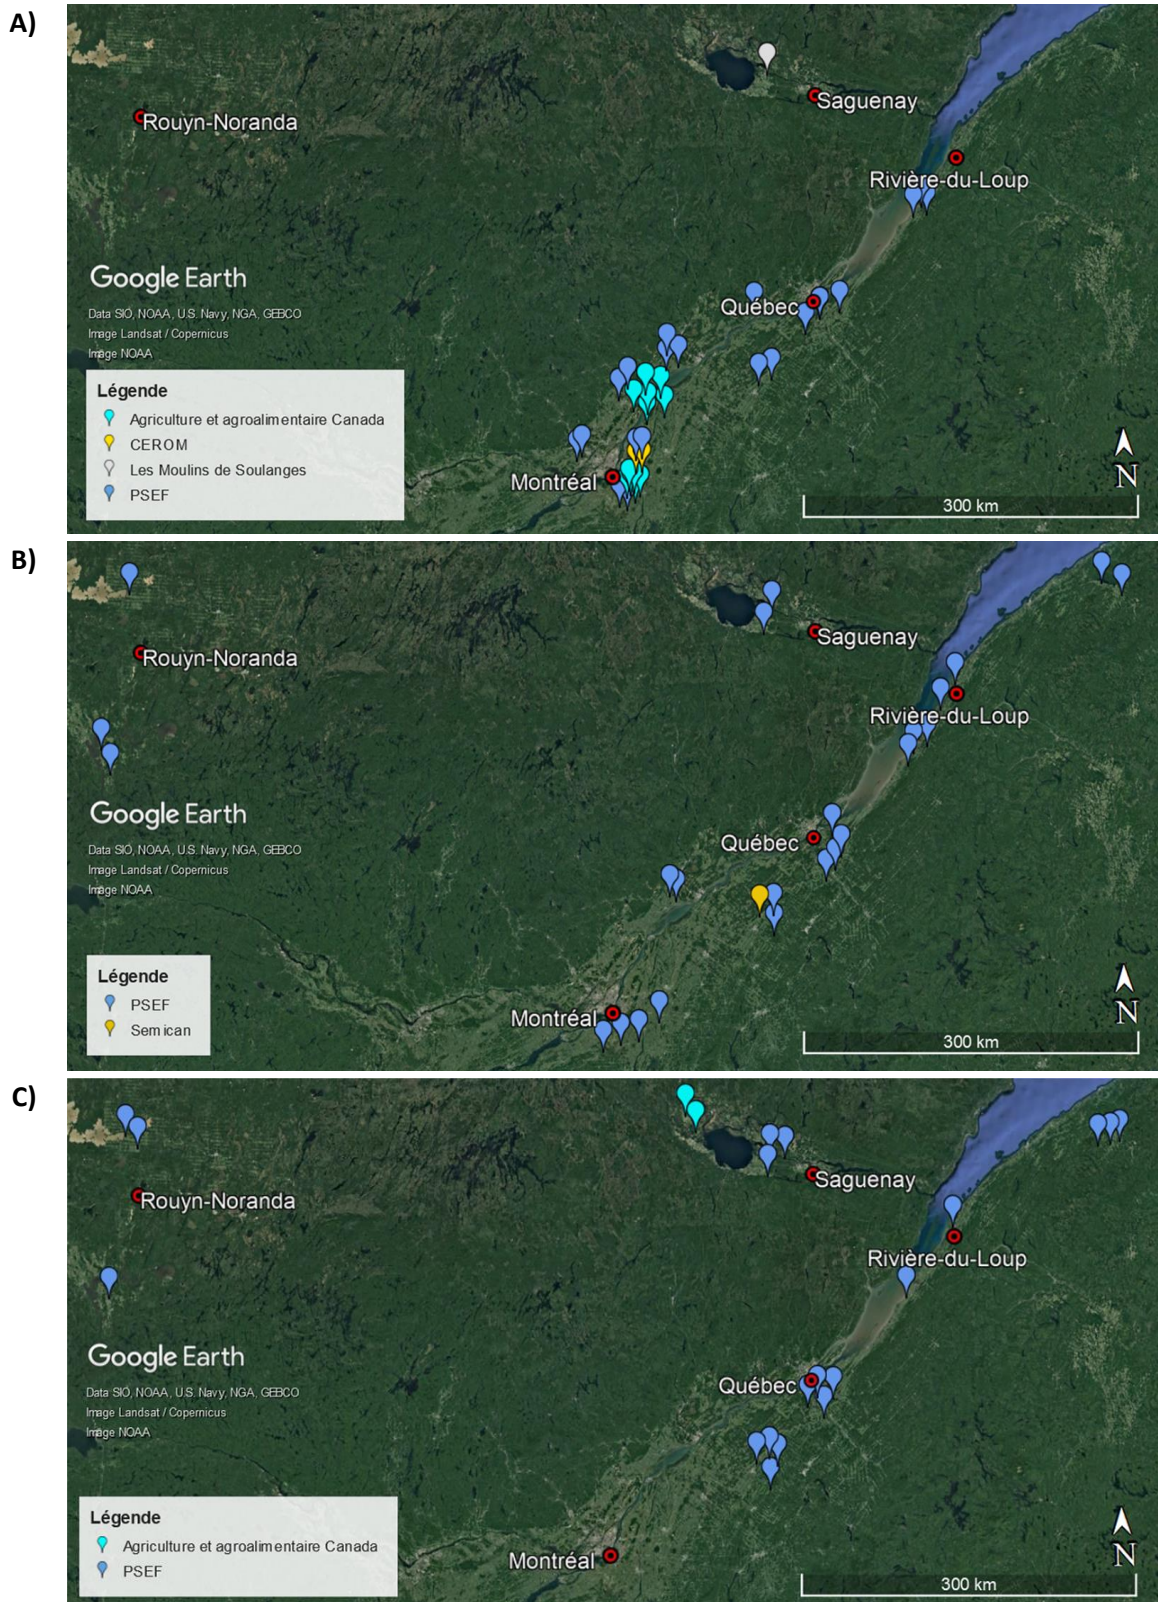 A)
Saguenay
Rouyn-Noranda
Rivière-du-Loup
Google Earth
Québec
Data SIO, NOAA, U.S. Navy, NGA, GEBCO
Image Landsat / Copernicus
Image NOAA
Légende
Agriculture et agroalimentaire Canada
CEROM
Les Moulins de Soulanges
PSEF
Montréal
N
300 km
B)
Saguenay
Rouyn-Noranda
Rivière-du-Loup
Google Earth
Québec
Data SIO, NOAA, U.S. Navy, NGA, GEBCO
Image Landsat / Copernicus
Image NOAA
Légende
PSEF
Semican
Montréal
N
300 km
C)
Saguenay
Rouyn-Noranda
Rivière-du-Loup
Google Earth
Québec
Data SIO, NOAA, U.S. Navy, NGA, GEBCO
Image Landsat / Copernicus
Image NOAA
Légende
Agriculture et agroalimentaire Canada
PSEF
Montréal
N
300 km